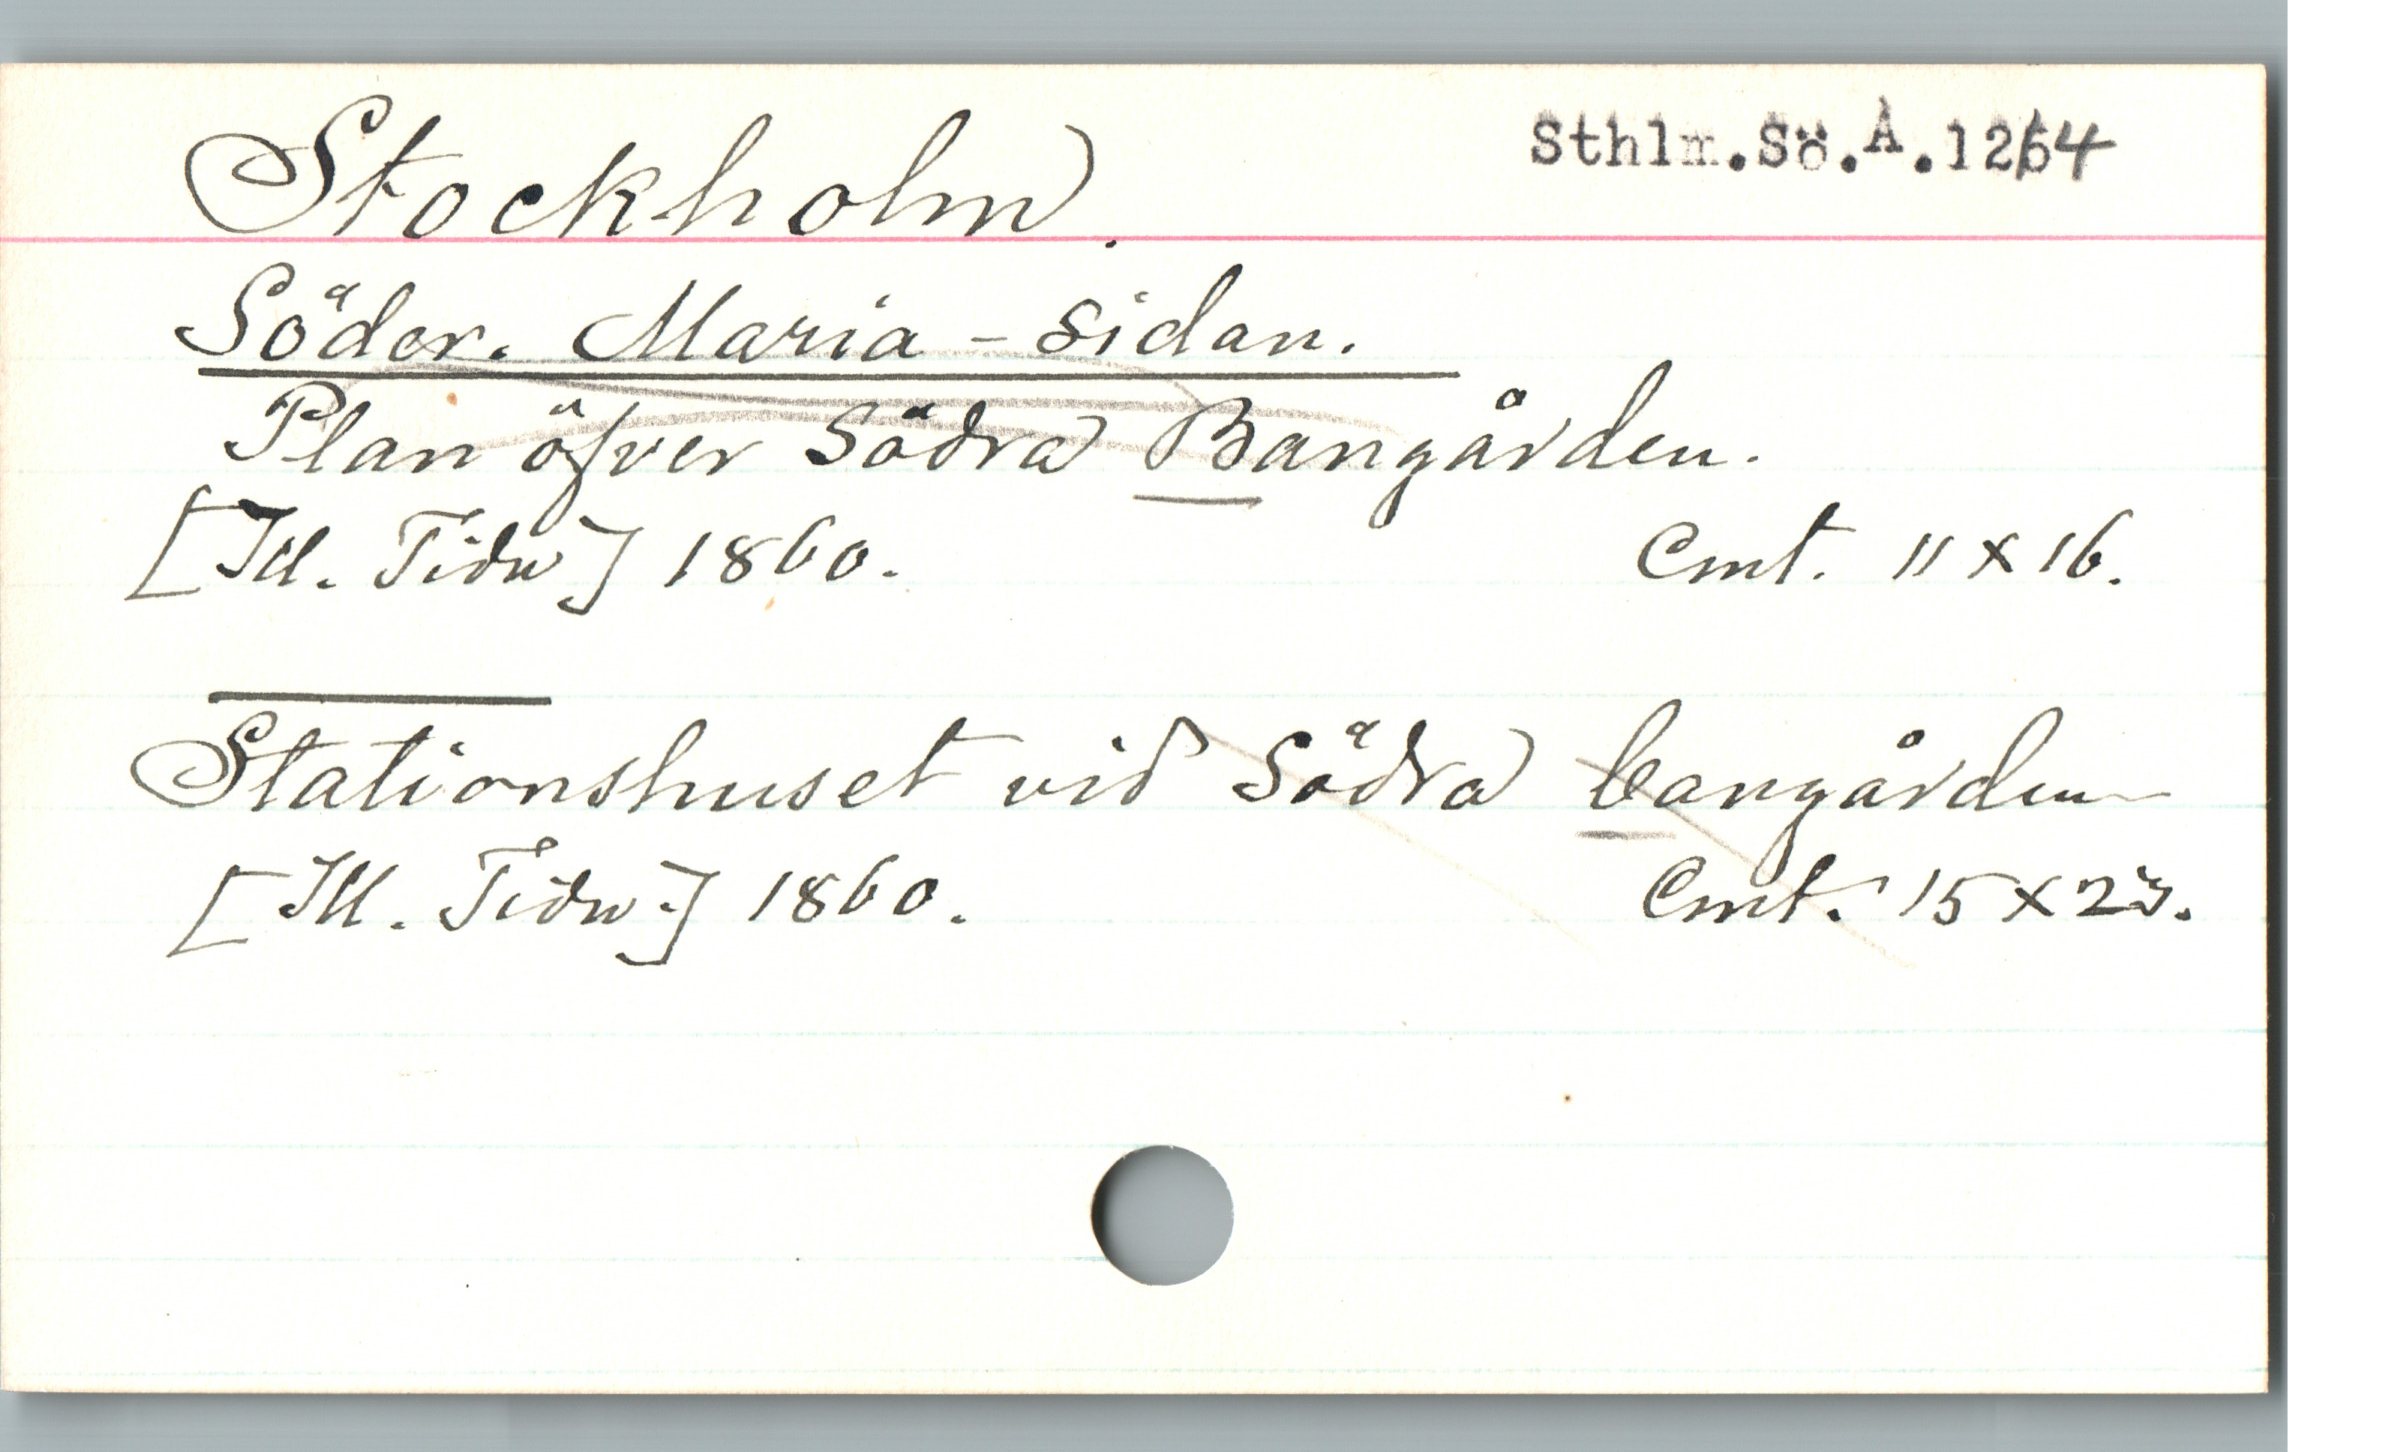 Stockholm.
Sthlm.Sö.A.124
Söder. Maria-sidan.
Plan öfver Södra Bangården.
[Ill. Tidn] 1860. Cmt. 11 x 16.
Stationshuset vid Södra bangården
[Ill. Tidn.] 1860. Cmt. 15 x 23.